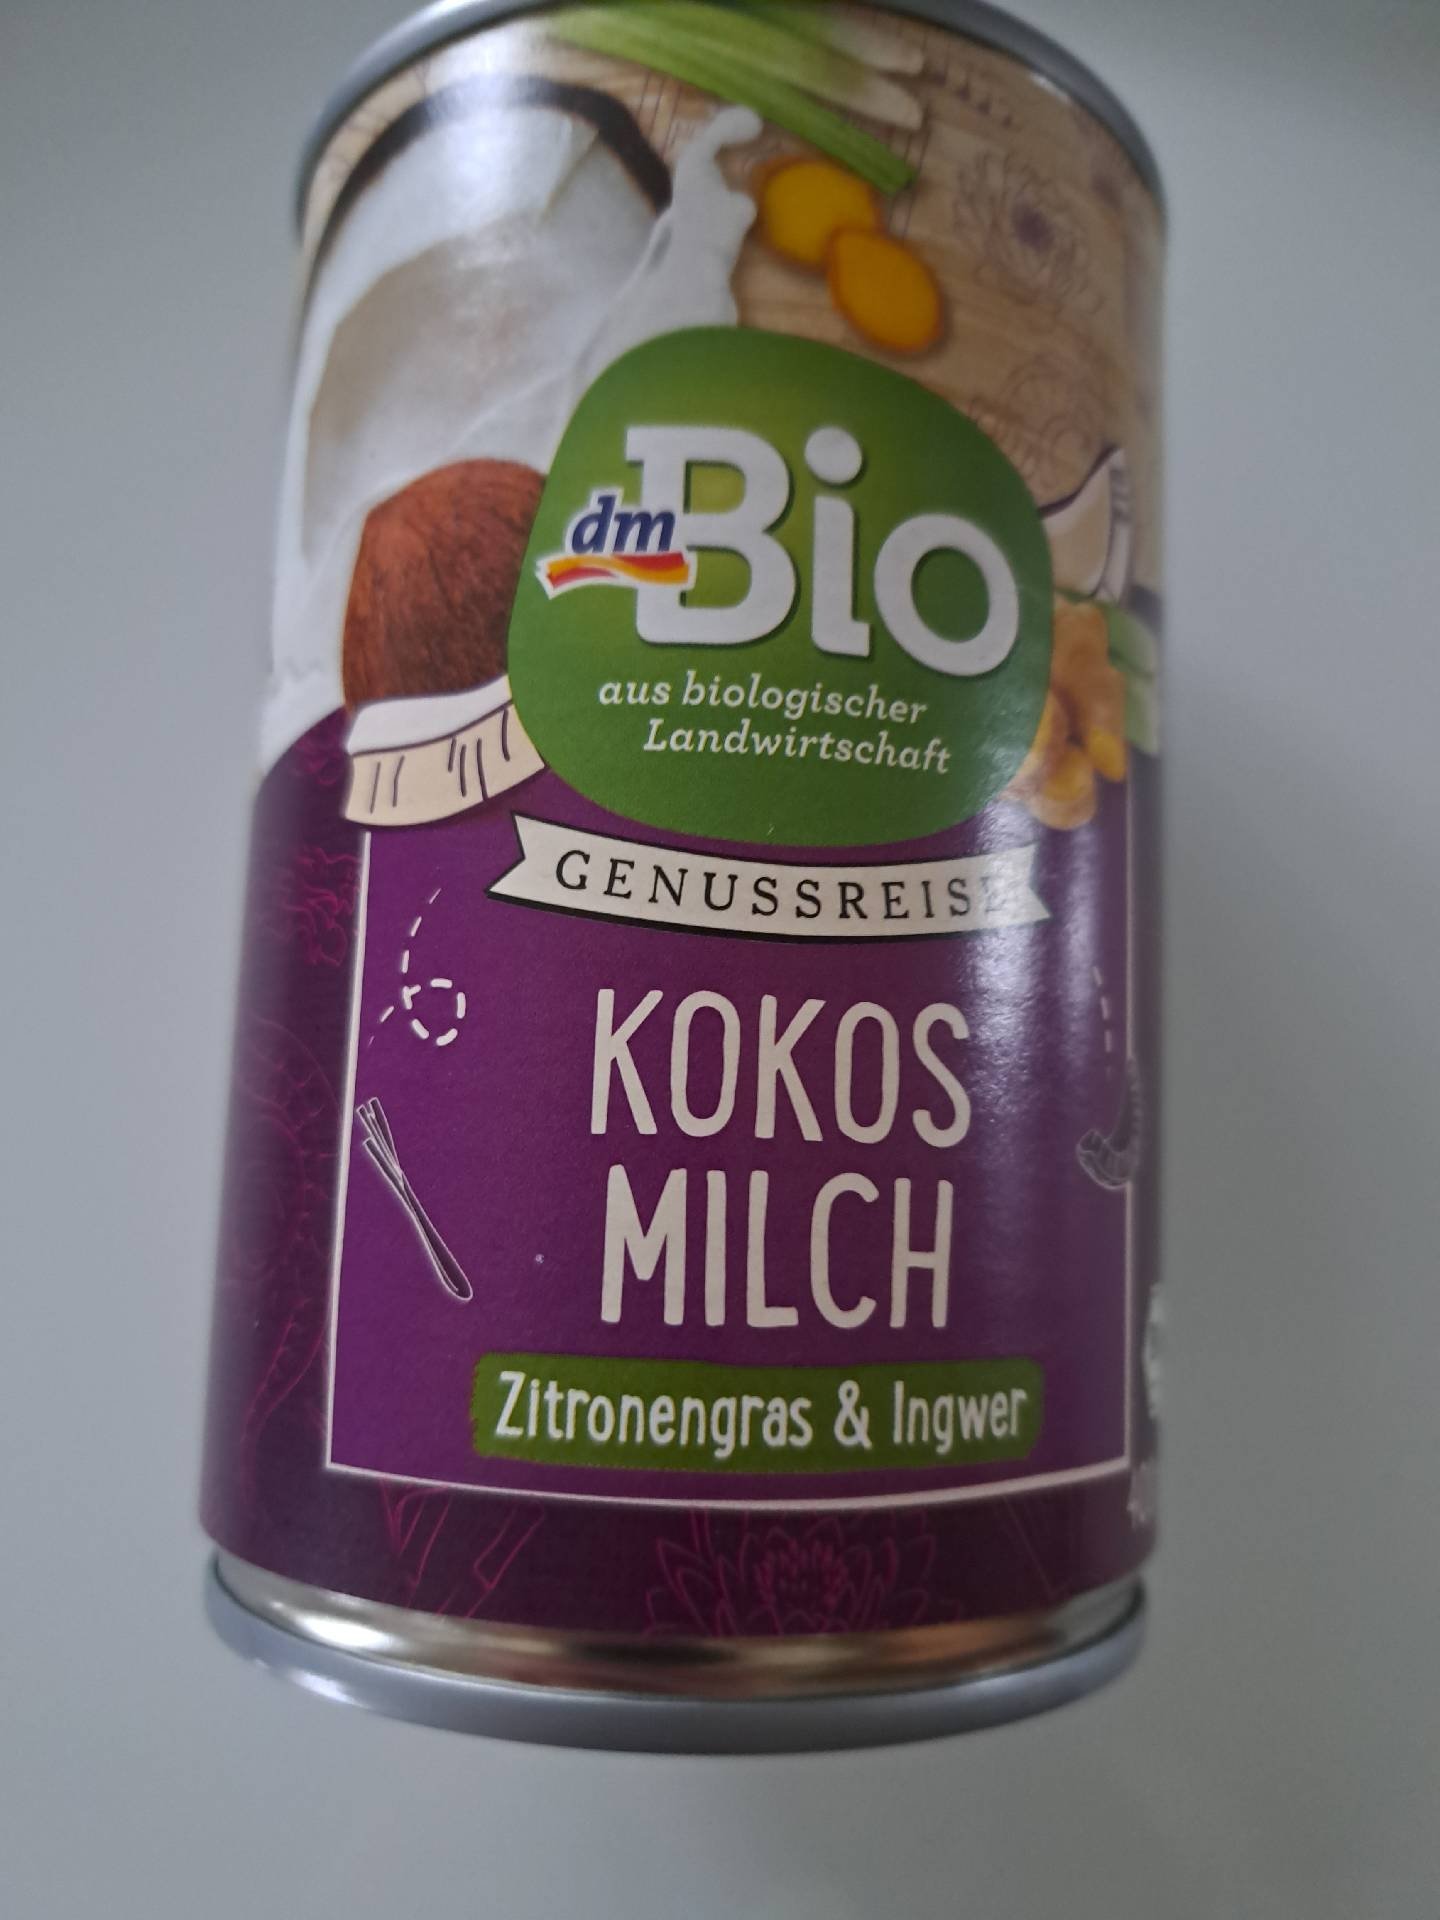 dm
Bio
aus biologischer
Landwirtschaft
GENUSSREISE
KOKOS
MILCH
Zitronengras & Ingwer